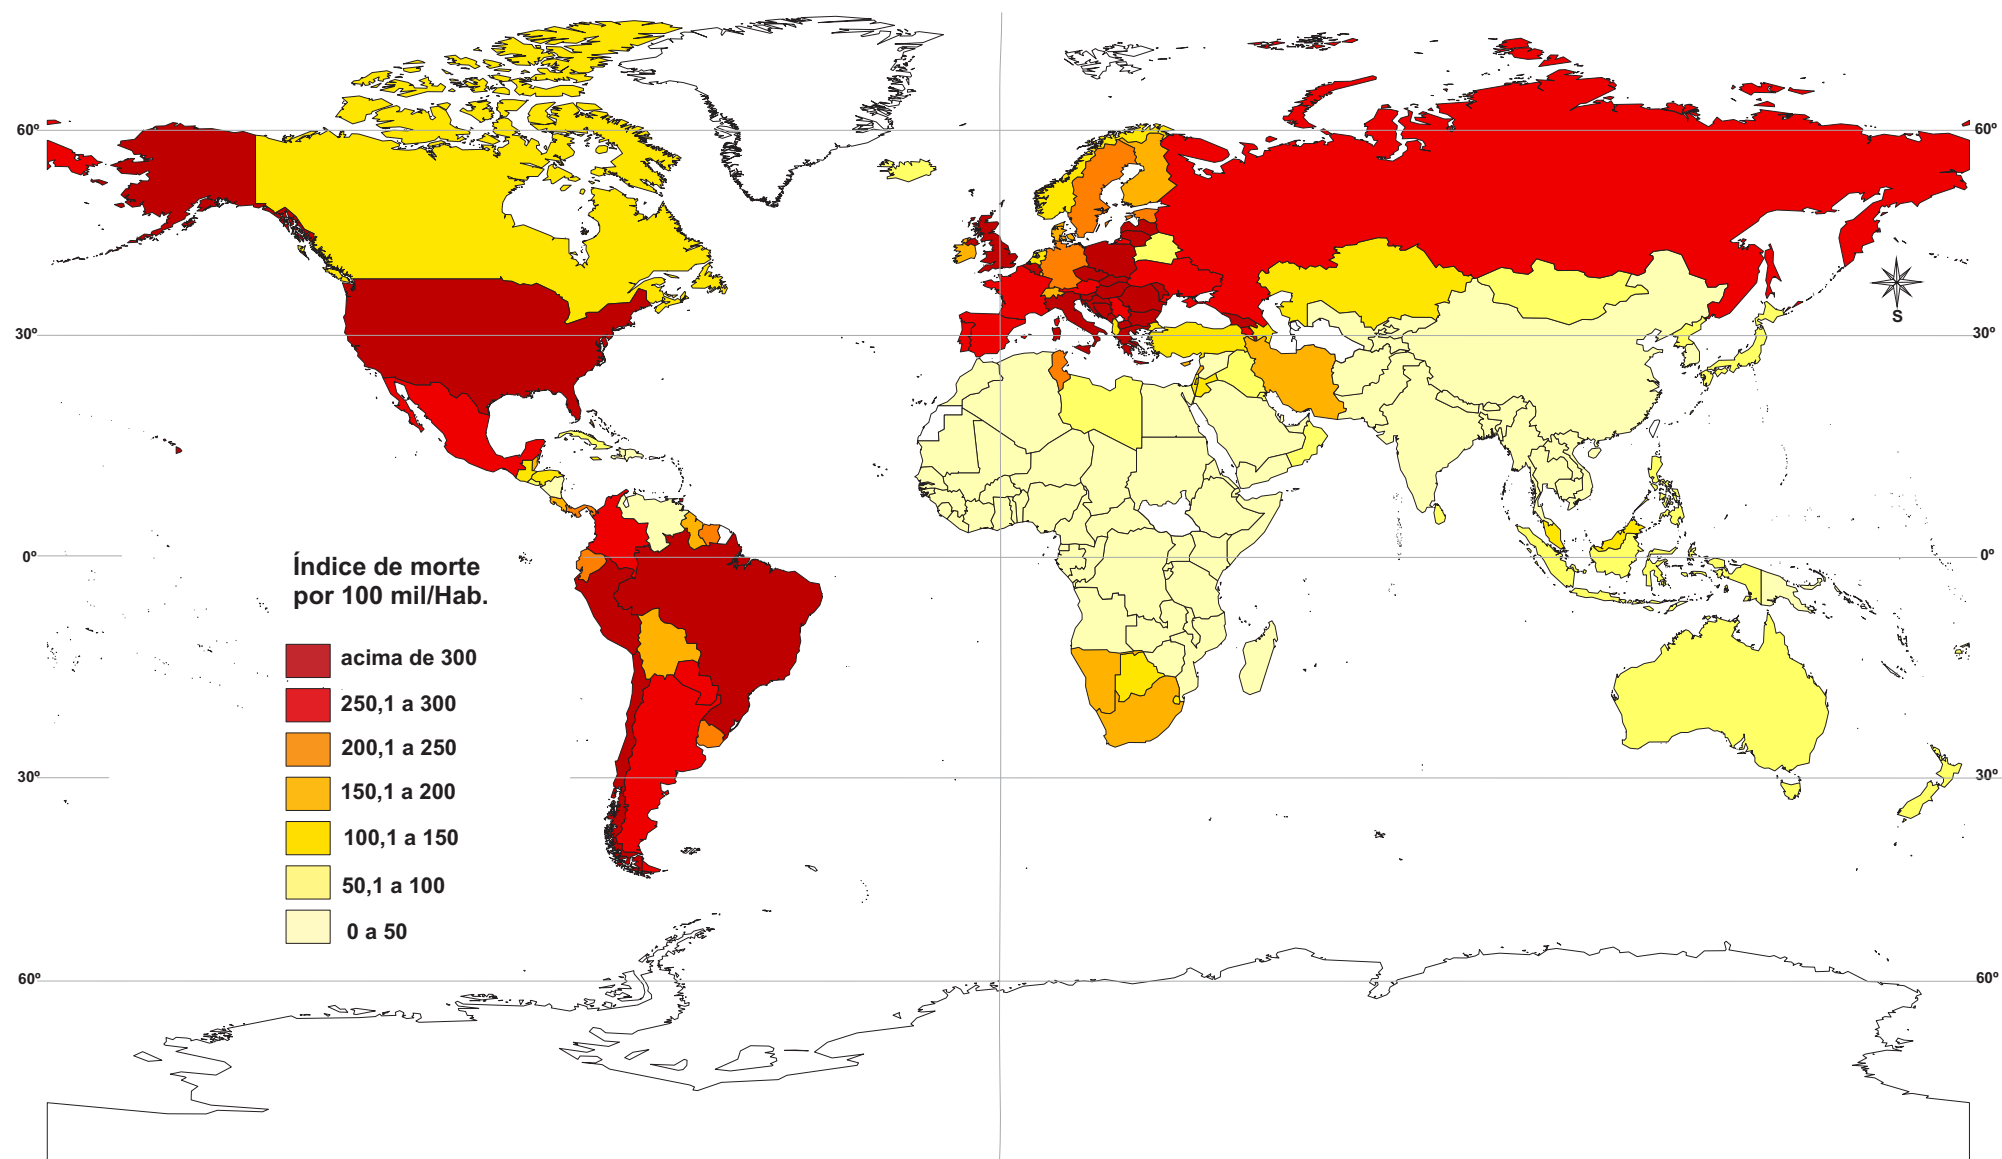 60º
60º
S
30º
30º
0º
0º
Índice de morte
por 100 mil/Hab.
acima de 300
250,1 a 300
200,1 a 250
150,1 a 200
100,1 a 150
50,1 a 100
0 a 50
30º
30º
60º
60º